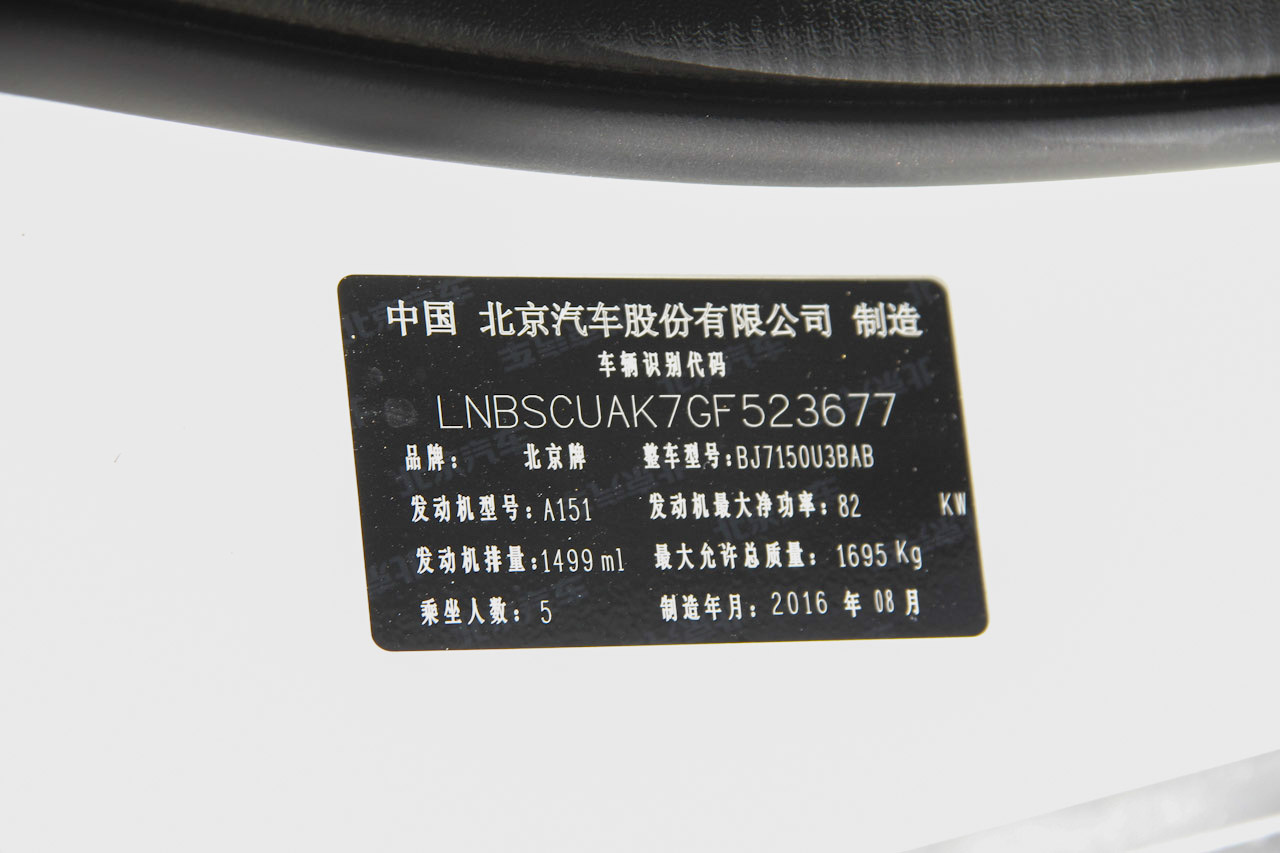 中国 北京汽车股份有限公司 制造
车辆识别代码
LNBSCUAK7GF523677
品牌： 北京牌 整车型号：BJ7150U3BAB
发动机型号：A151 发动机最大净功率：82 KW
发动机排量：1499ml 最大允许总质量：1695Kg
乘坐人数：5 制造年月：2016 年 08 月